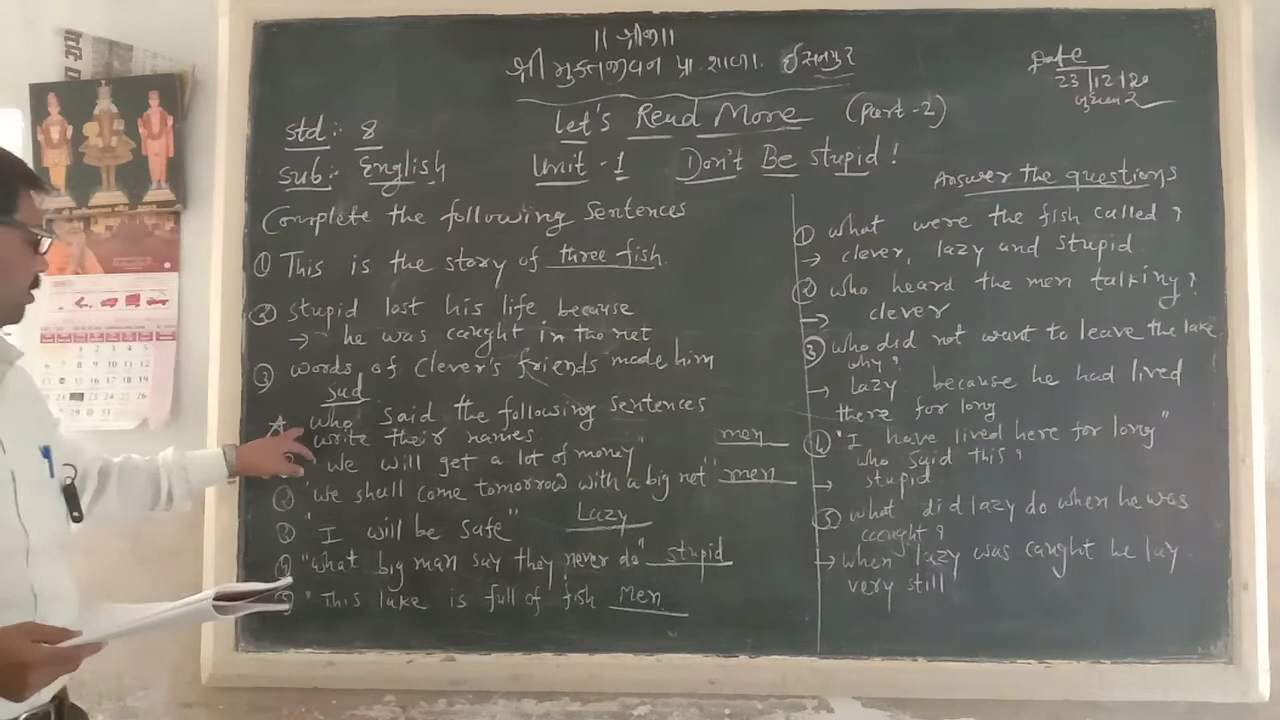 ॥ श्रीजी ॥
શ્રી મુક્તજીવન પ્રા. શાળા. ઈસનપુર
Date
23/12/20
બુધવાર
Let's Read More (Part-2)
Std:- 8
Sub:- English Unit-1 Don't Be Stupid!
Complete the following Sentences
① This is the story of three fish.
② Stupid lost his life because
→ he was caught in the net
③ words of Clever's friends made him
Sud
★ who said the following sentences
write their names.
"we will get a lot of money" men
② "we shall come tomorrow with a big net" men
③ "I will be safe" Lazy
④ "what big man say they never do" stupid
⑤ "This lake is full of fish Men
Answer the questions
① what were the fish called?
→ clever, lazy and stupid
② who heard the men talking?
→ clever
③ who did not want to leave the lake
why?
→ Lazy because he had lived
there for long
④ "I have lived here for long"
who said this?
→ stupid
⑤ what did lazy do when he was
caught?
→ when lazy was caught he lay
very still